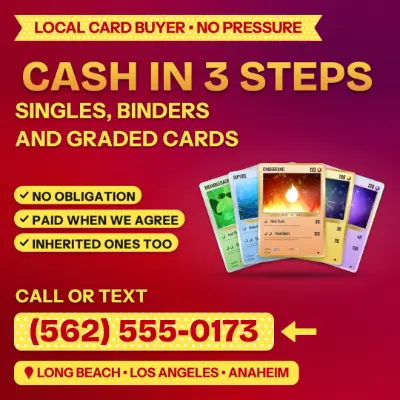 LOCAL CARD BUYER • NO PRESSURE
CASH IN 3 STEPS
SINGLES, BINDERS
AND GRADED CARDS
NO OBLIGATION
PAID WHEN WE AGREE
INHERITED ONES TOO
CALL OR TEXT
(562) 555-0173
LONG BEACH • LOS ANGELES • ANAHEIM